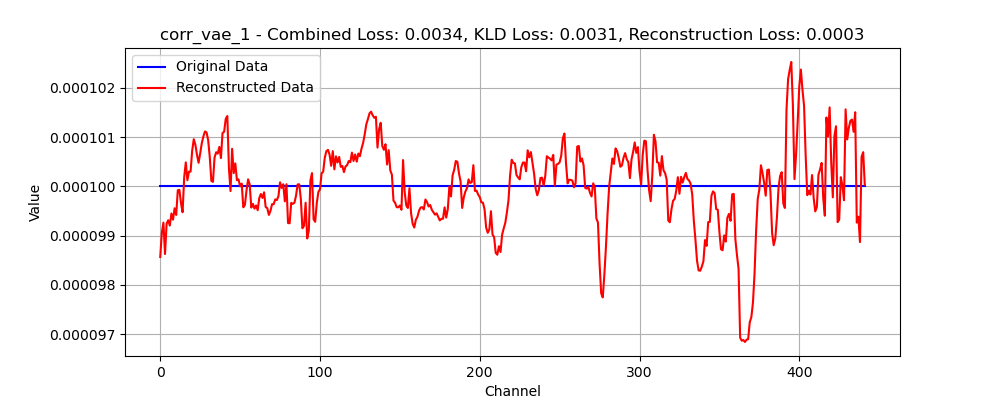 corr_vae_1 - Combined Loss: 0.0034, KLD Loss: 0.0031, Reconstruction Loss: 0.0003
Original Data
Reconstructed Data
0.000102
0.000101
0.000100
0.000099
0.000098
0.000097
Value
0 100 200 300 400
Channel